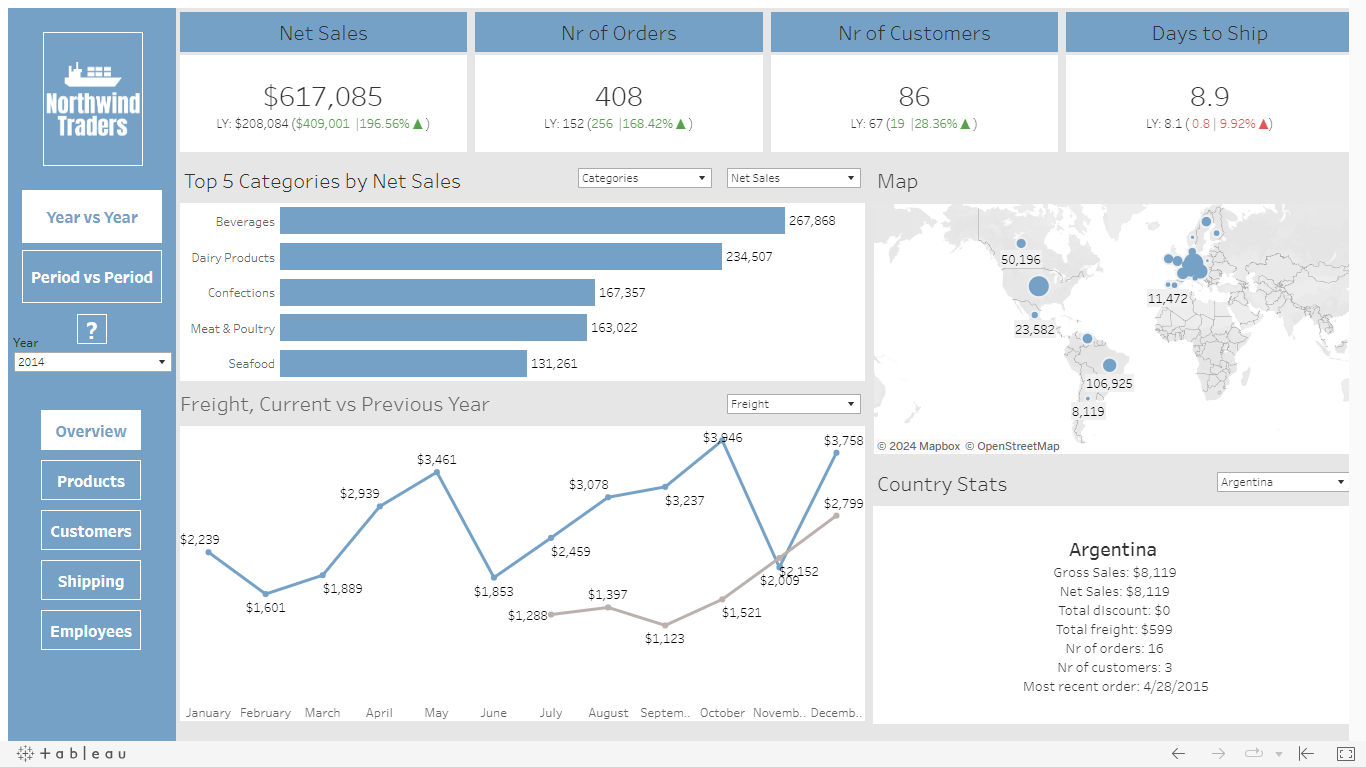 Northwind
Traders
Year vs Year
Period vs Period
?
Year
2014
Overview
Products
Customers
Shipping
Employees
Net Sales
$617,085
LY: $208,084 ($409,001 |196.56% ▲)
Nr of Orders
408
LY: 152 (256 |168.42% ▲)
Nr of Customers
86
LY: 67 (19 |28.36% ▲)
Days to Ship
8.9
LY: 8.1 ( 0.8 | 9.92% ▲)
Top 5 Categories by Net Sales
Categories
Net Sales
Beverages 267,868
Dairy Products 234,507
Confections 167,357
Meat & Poultry 163,022
Seafood 131,261
Map
50,196
11,472
23,582
106,925
8,119
© 2024 Mapbox © OpenStreetMap
Freight, Current vs Previous Year
Freight
$3,946
$3,758
$3,461
$2,939
$3,078
$3,237
$2,799
$2,239
$2,459
$2,152
$2,009
$1,601
$1,889
$1,853
$1,397
$1,288
$1,521
$1,123
January February March April May June July August Septem.. October Novemb.. Decemb..
Country Stats
Argentina
Argentina
Gross Sales: $8,119
Net Sales: $8,119
Total dIscount: $0
Total freight: $599
Nr of orders: 16
Nr of customers: 3
Most recent order: 4/28/2015
+ a b | e a u